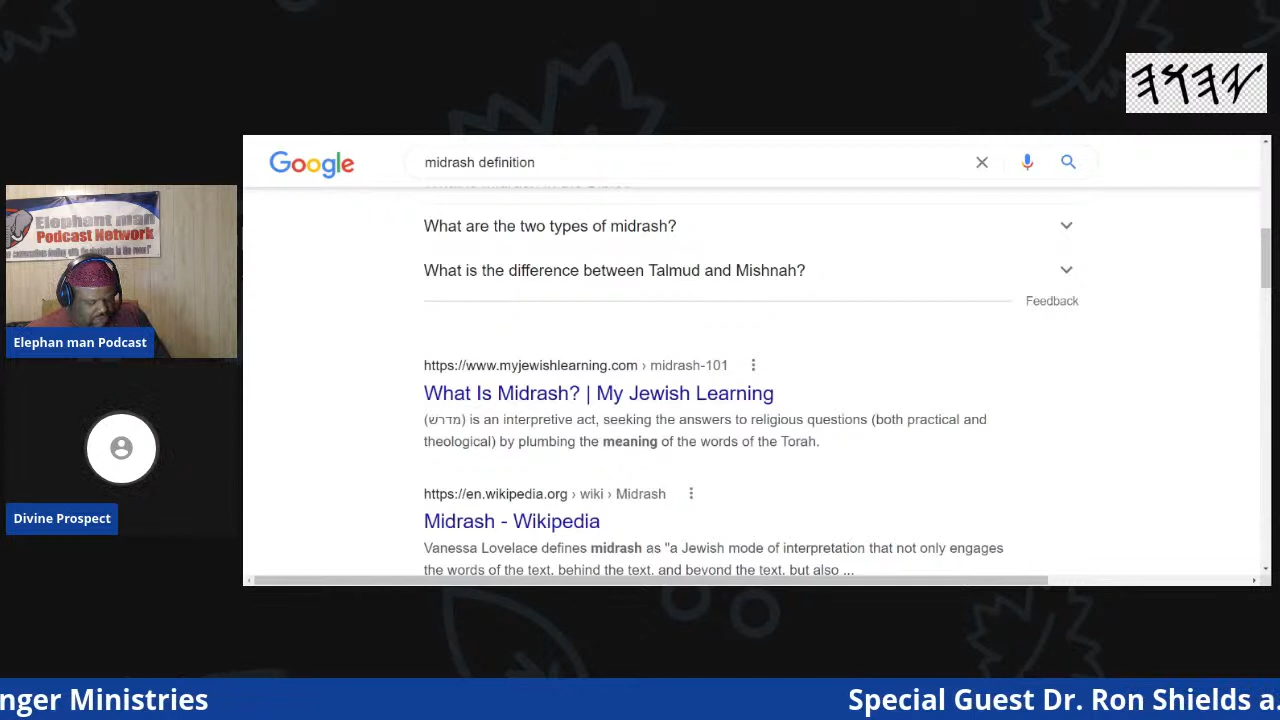 𐤉𐤄𐤅𐤄
Google
midrash definition
What are the two types of midrash?
What is the difference between Talmud and Mishnah?
Feedback
https://www.myjewishlearning.com › midrash-101
What Is Midrash? | My Jewish Learning
(מדרש) is an interpretive act, seeking the answers to religious questions (both practical and
theological) by plumbing the meaning of the words of the Torah.
https://en.wikipedia.org › wiki › Midrash
Midrash - Wikipedia
Vanessa Lovelace defines midrash as "a Jewish mode of interpretation that not only engages
the words of the text, behind the text, and beyond the text, but also ...
Elephant man
Podcast Network
Elephan man Podcast
Divine Prospect
nger Ministries
Special Guest Dr. Ron Shields a.